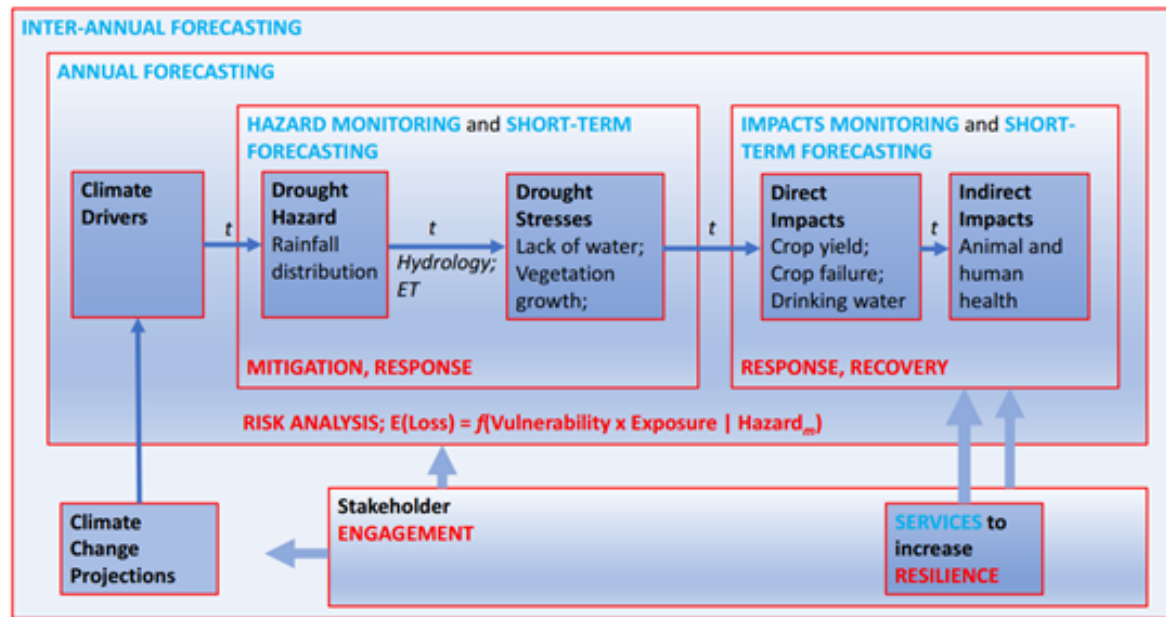 INTER-ANNUAL FORECASTING
ANNUAL FORECASTING
HAZARD MONITORING and SHORT-TERM
FORECASTING
IMPACTS MONITORING and SHORT-
TERM FORECASTING
Climate
Drivers
t
Drought
Hazard
Rainfall
distribution
t
Hydrology;
ET
Drought
Stresses
Lack of water;
Vegetation
growth;
t
Direct
Impacts
Crop yield;
Crop failure;
Drinking water
t
Indirect
Impacts
Animal and
human
health
MITIGATION, RESPONSE
RESPONSE, RECOVERY
RISK ANALYSIS; E(Loss) = f(Vulnerability x Exposure | Hazardm)
Climate
Change
Projections
Stakeholder
ENGAGEMENT
SERVICES to
increase
RESILIENCE